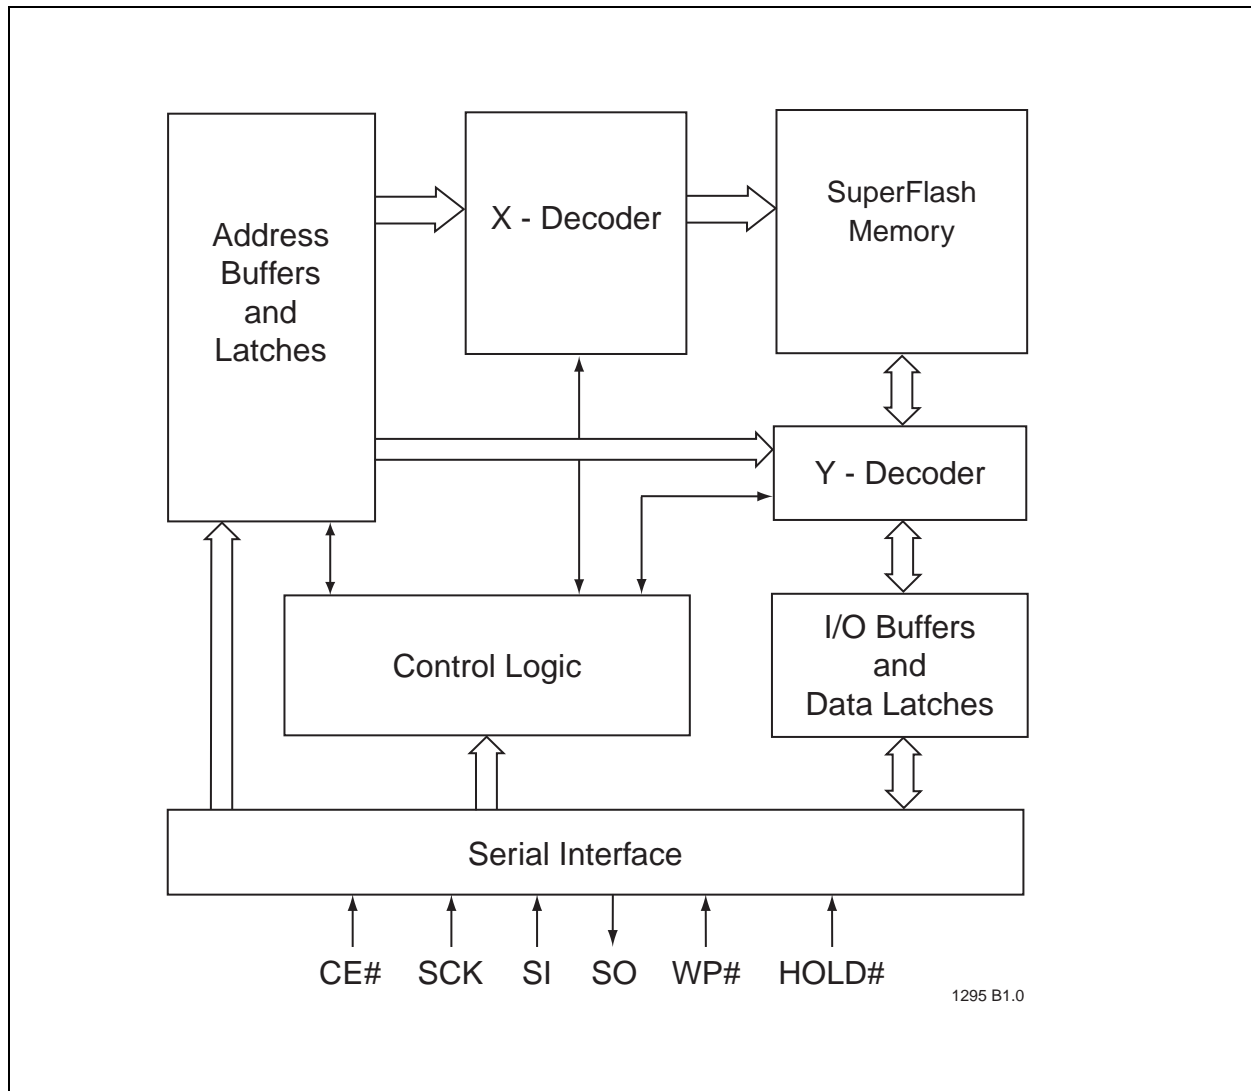 Address
Buffers
and
Latches
X - Decoder
SuperFlash
Memory
Y - Decoder
Control Logic
I/O Buffers
and
Data Latches
Serial Interface
CE# SCK SI SO WP# HOLD#
1295 B1.0